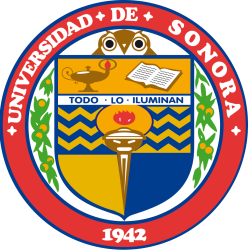 UNIVERSIDAD DE SONORA
TODO LO ILUMINAN
1942